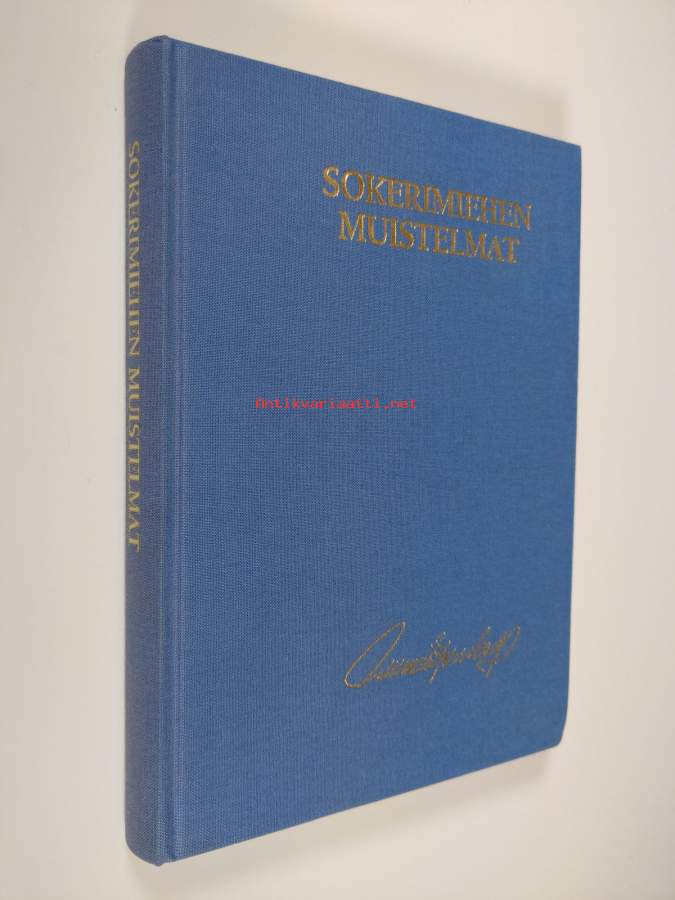 SOKERIMIEHEN MUISTELMAT
SOKERIMIEHEN
MUISTELMAT
Antikvariaatti.net